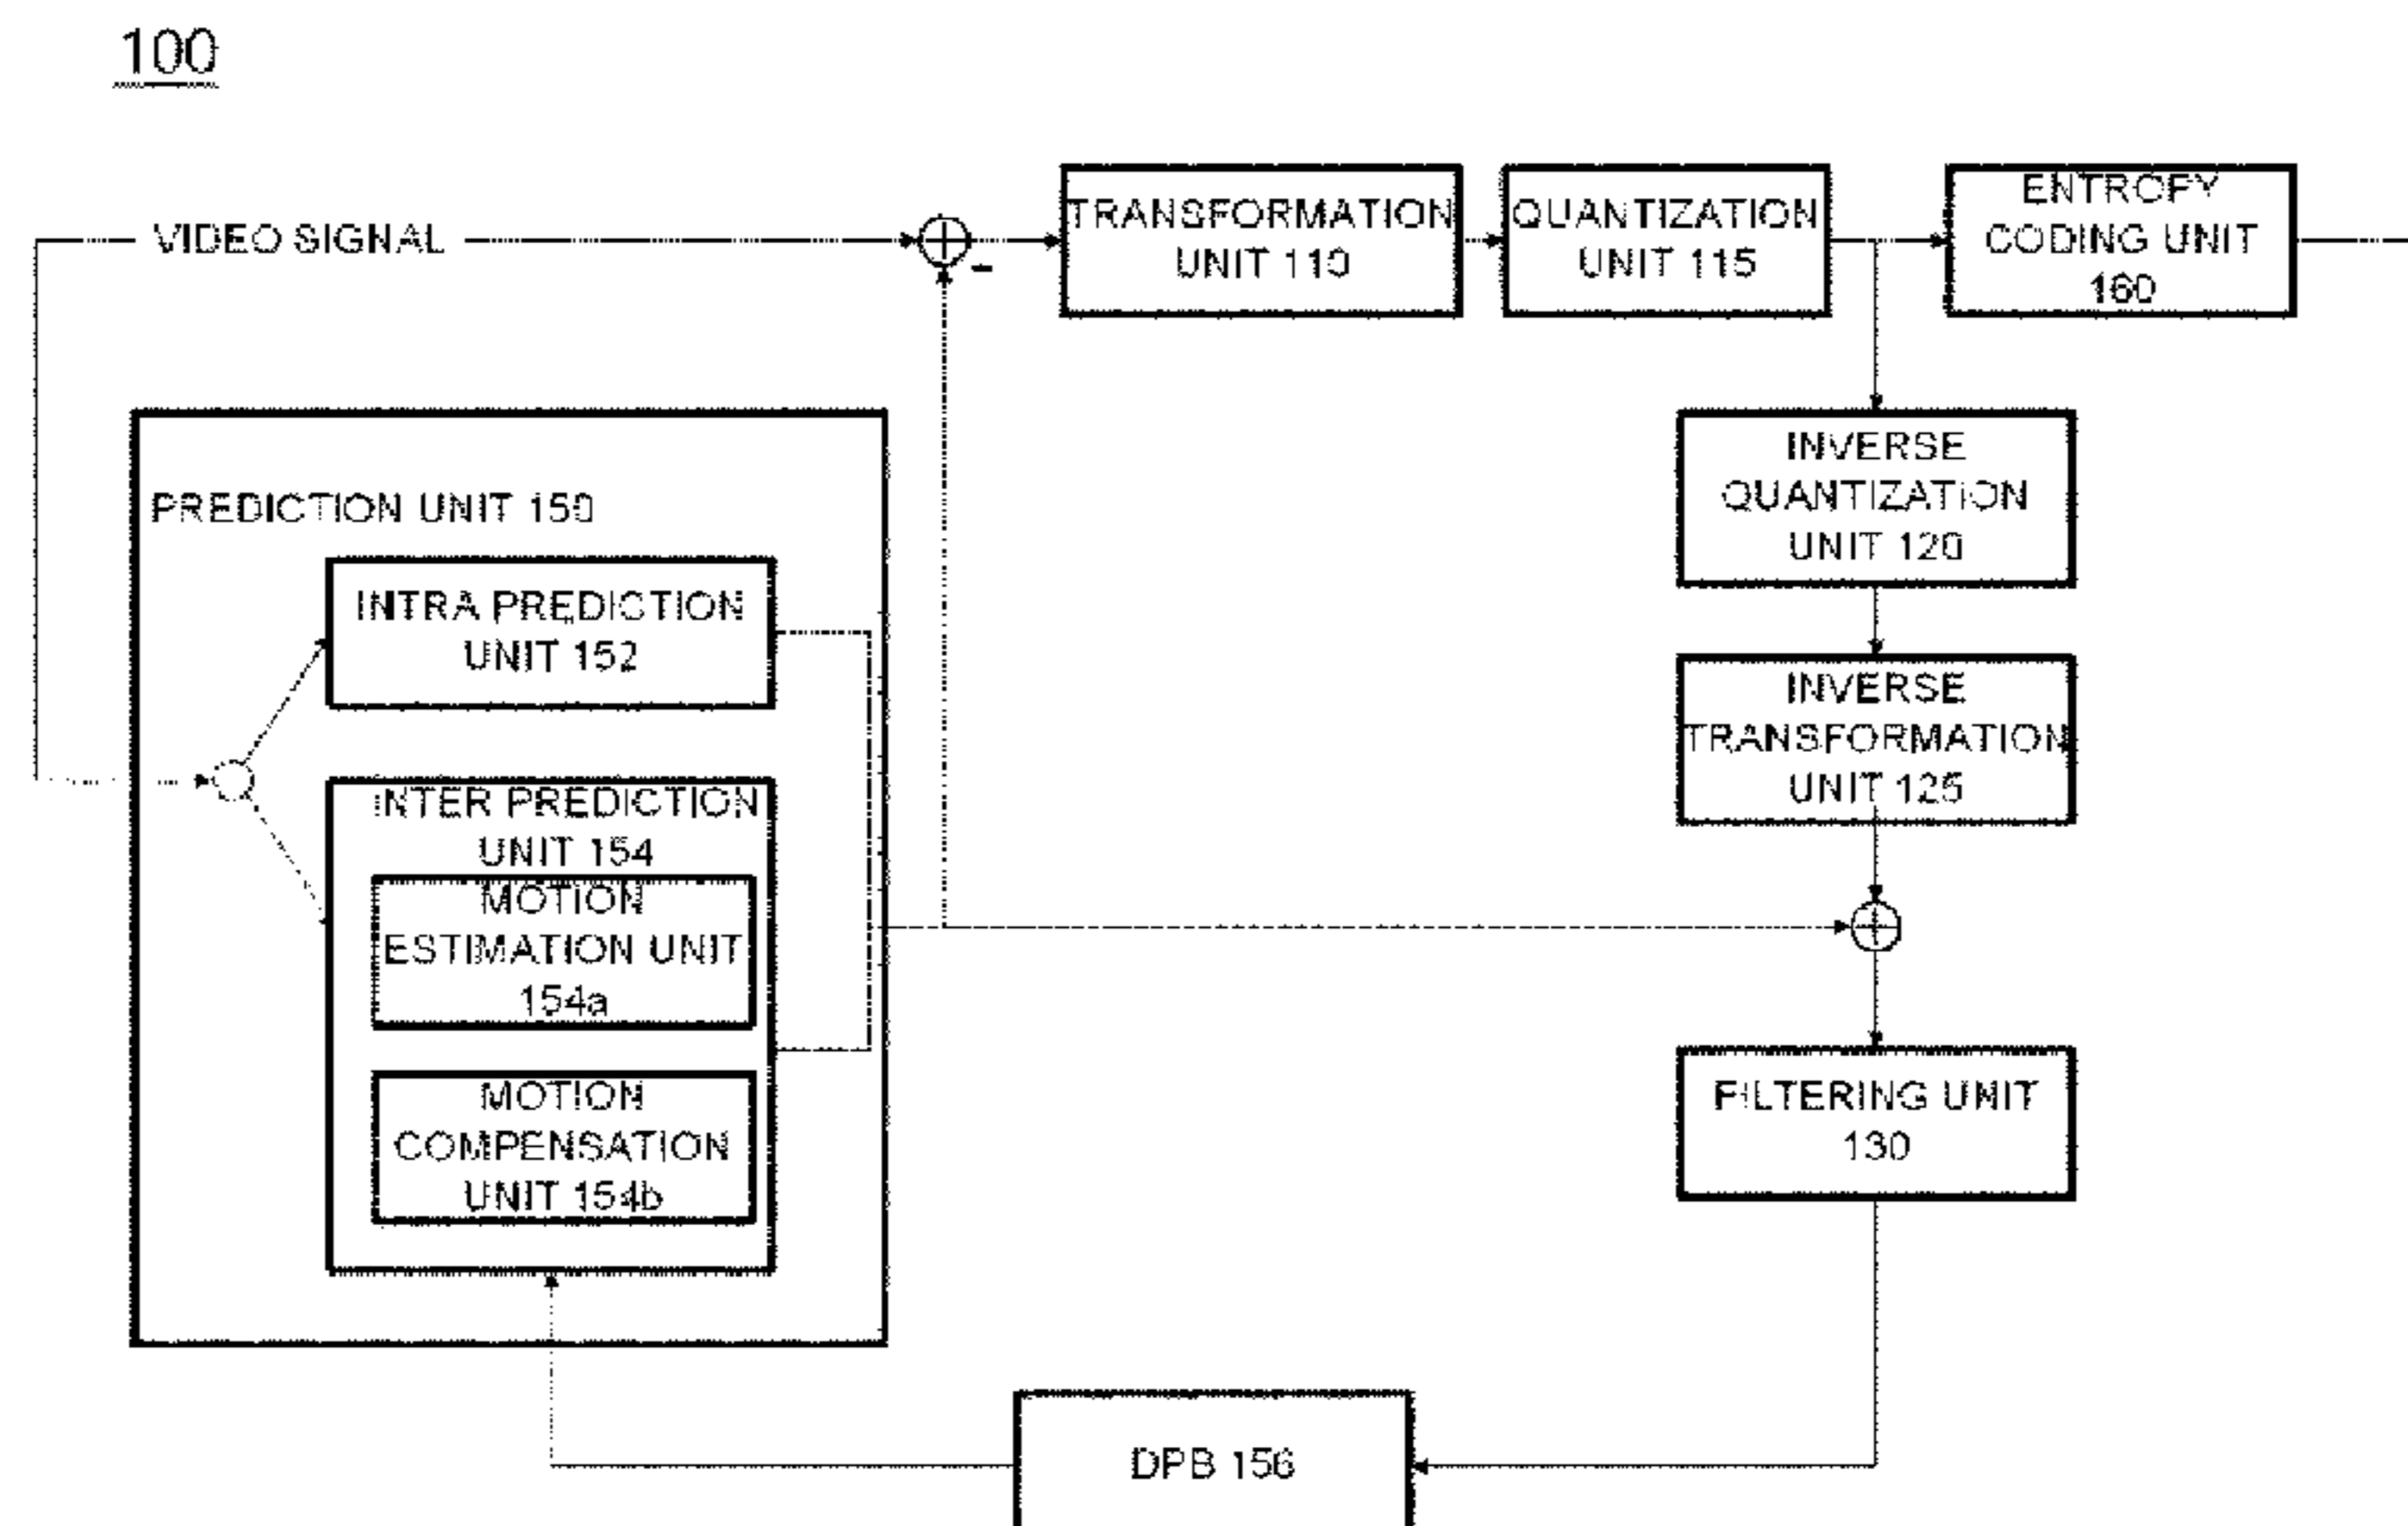 100
VIDEO SIGNAL
-
TRANSFORMATION
UNIT 110
QUANTIZATION
UNIT 115
ENTROPY
CODING UNIT
160
INVERSE
QUANTIZATION
UNIT 120
INVERSE
TRANSFORMATION
UNIT 125
FILTERING UNIT
130
PREDICTION UNIT 150
INTRA PREDICTION
UNIT 152
INTER PREDICTION
UNIT 154
MOTION
ESTIMATION UNIT
154a
MOTION
COMPENSATION
UNIT 154b
DPB 156